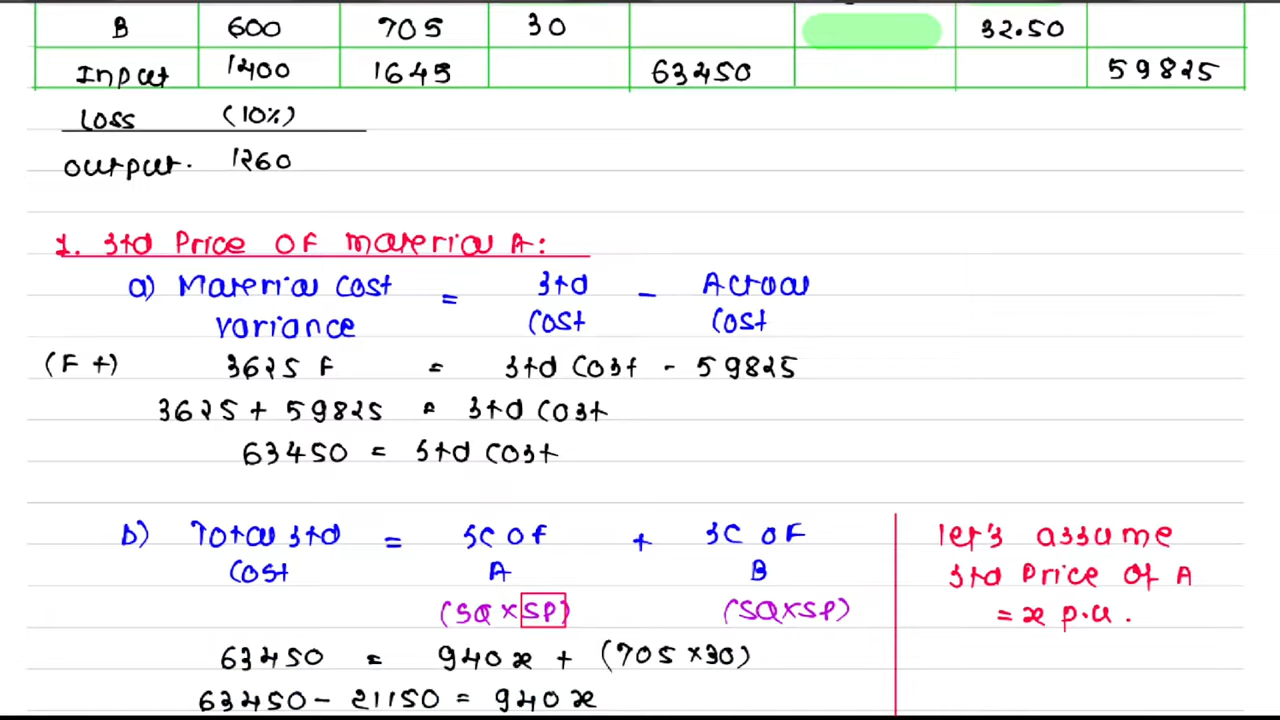 B 600 705 30 32.50
Input 1400 1645 63450 59825
Loss (10%)
output. 1260
1. Std Price OF material A:
a) Material Cost variance = Std Cost - Actual Cost
(F +) 3625 F = Std Cost - 59825
3625 + 59825 = Std Cost
63450 = Std Cost
b) Total Std Cost = SC OF A + SC OF B
(SQ × SP) (SQ × SP)
63450 = 940x + (705 × 30)
63450 - 21150 = 940x
let's assume
Std Price of A
= x p.u.